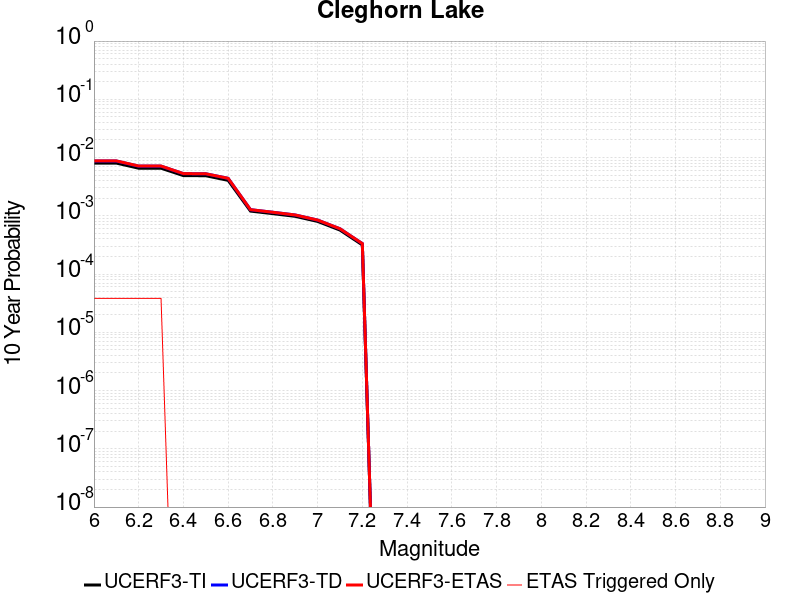 Cleghorn Lake
10^0
10^-1
10^-2
10^-3
10^-4
10^-5
10^-6
10^-7
10^-8
10 Year Probability
6 6.2 6.4 6.6 6.8 7 7.2 7.4 7.6 7.8 8 8.2 8.4 8.6 8.8 9
Magnitude
UCERF3-TI UCERF3-TD UCERF3-ETAS ETAS Triggered Only